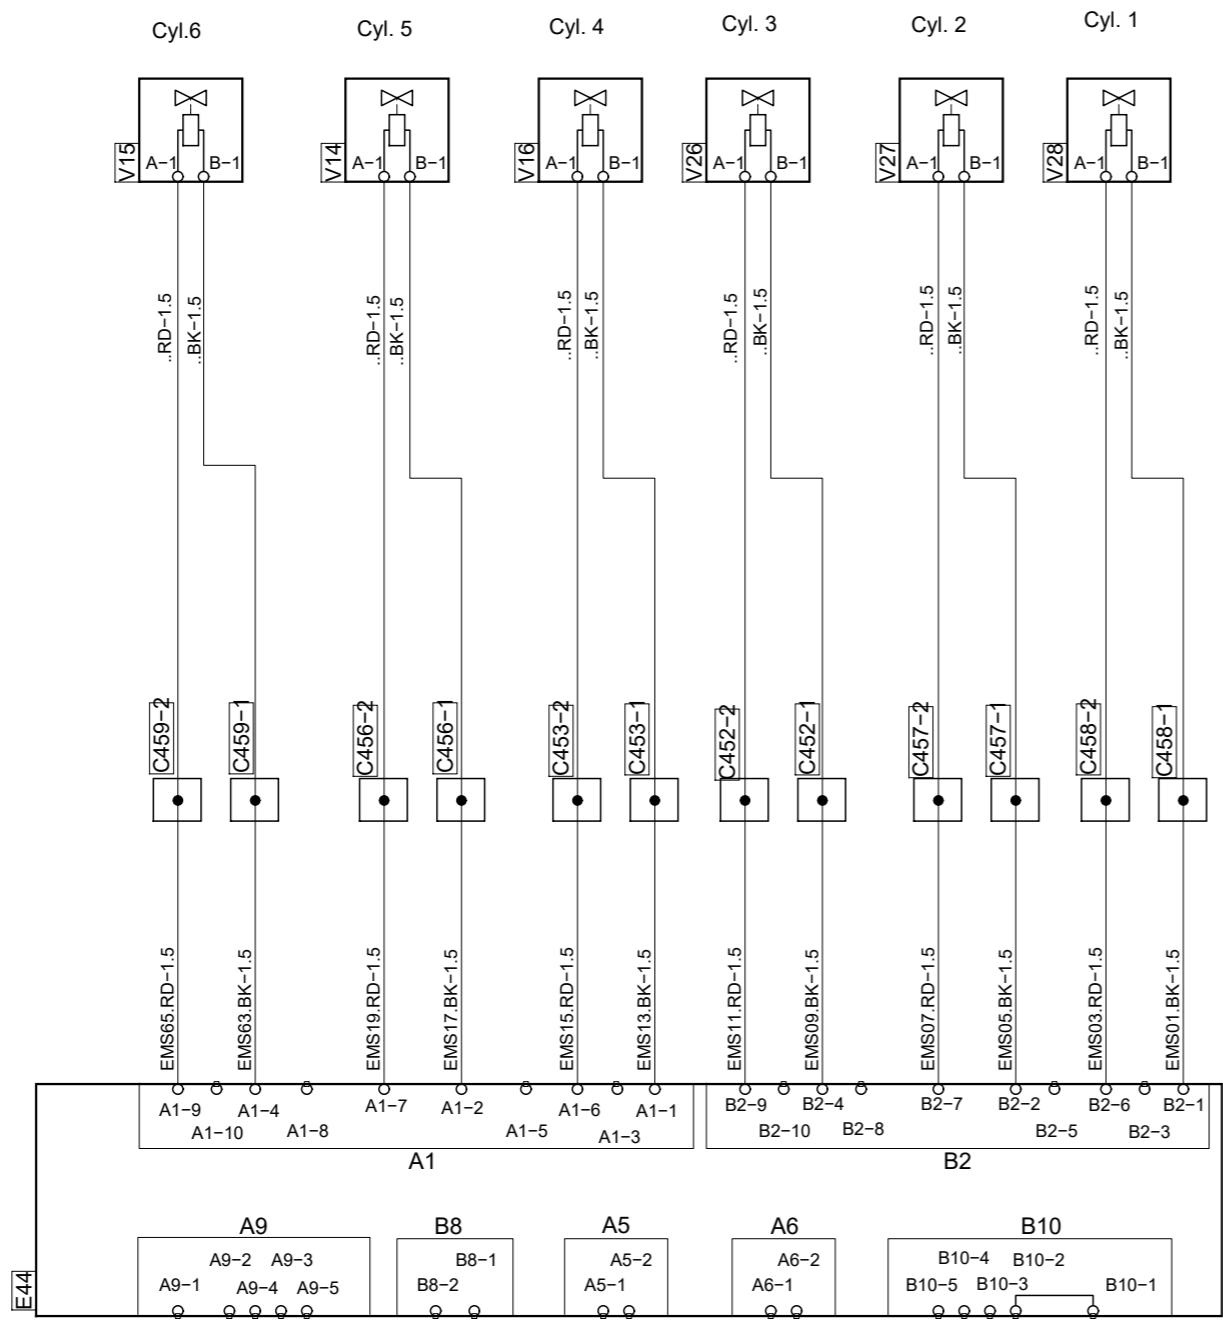 Cyl.6 Cyl. 5 Cyl. 4 Cyl. 3 Cyl. 2 Cyl. 1
V15 A−1 B−1 V14 A−1 B−1 V16 A−1 B−1 V26 A−1 B−1 V27 A−1 B−1 V28 A−1 B−1
..RD−1.5 ..BK−1.5 ..RD−1.5 ..BK−1.5 ..RD−1.5 ..BK−1.5 ..RD−1.5 ..BK−1.5 ..RD−1.5 ..BK−1.5 ..RD−1.5 ..BK−1.5
C459−2 C459−1 C456−2 C456−1 C453−2 C453−1 C452−2 C452−1 C457−2 C457−1 C458−2 C458−1
EMS65.RD−1.5 EMS63.BK−1.5 EMS19.RD−1.5 EMS17.BK−1.5 EMS15.RD−1.5 EMS13.BK−1.5 EMS11.RD−1.5 EMS09.BK−1.5 EMS07.RD−1.5 EMS05.BK−1.5 EMS03.RD−1.5 EMS01.BK−1.5
A1−9 A1−4 A1−7 A1−2 A1−6 A1−1 B2−9 B2−4 B2−7 B2−2 B2−6 B2−1
A1−10 A1−8 A1−5 A1−3 B2−10 B2−8 B2−5 B2−3
A1 B2
A9 B8 A5 A6 B10
A9−2 A9−3 B8−1 A5−2 A6−2 B10−4 B10−2
A9−1 A9−4 A9−5 B8−2 A5−1 A6−1 B10−5 B10−3 B10−1
E44